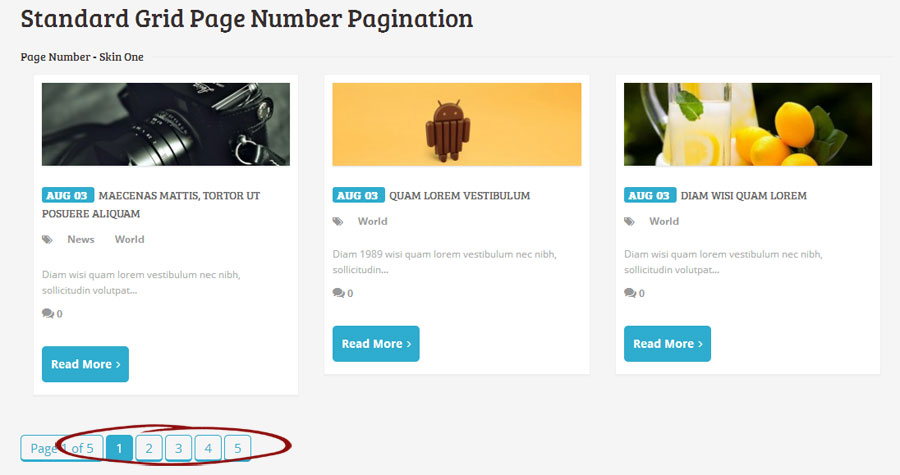 Standard Grid Page Number Pagination
Page Number - Skin One
AUG 03 MAECENAS MATTIS, TORTOR UT
POSUERE ALIQUAM
News World
Diam wisi quam lorem vestibulum nec nibh,
sollicitudin volutpat...
0
Read More ›
AUG 03 QUAM LOREM VESTIBULUM
World
Diam 1989 wisi quam lorem vestibulum nec nibh,
sollicitudin...
0
Read More ›
AUG 03 DIAM WISI QUAM LOREM
World
Diam wisi quam lorem vestibulum nec nibh,
sollicitudin volutpat...
0
Read More ›
Page 1 of 5 1 2 3 4 5